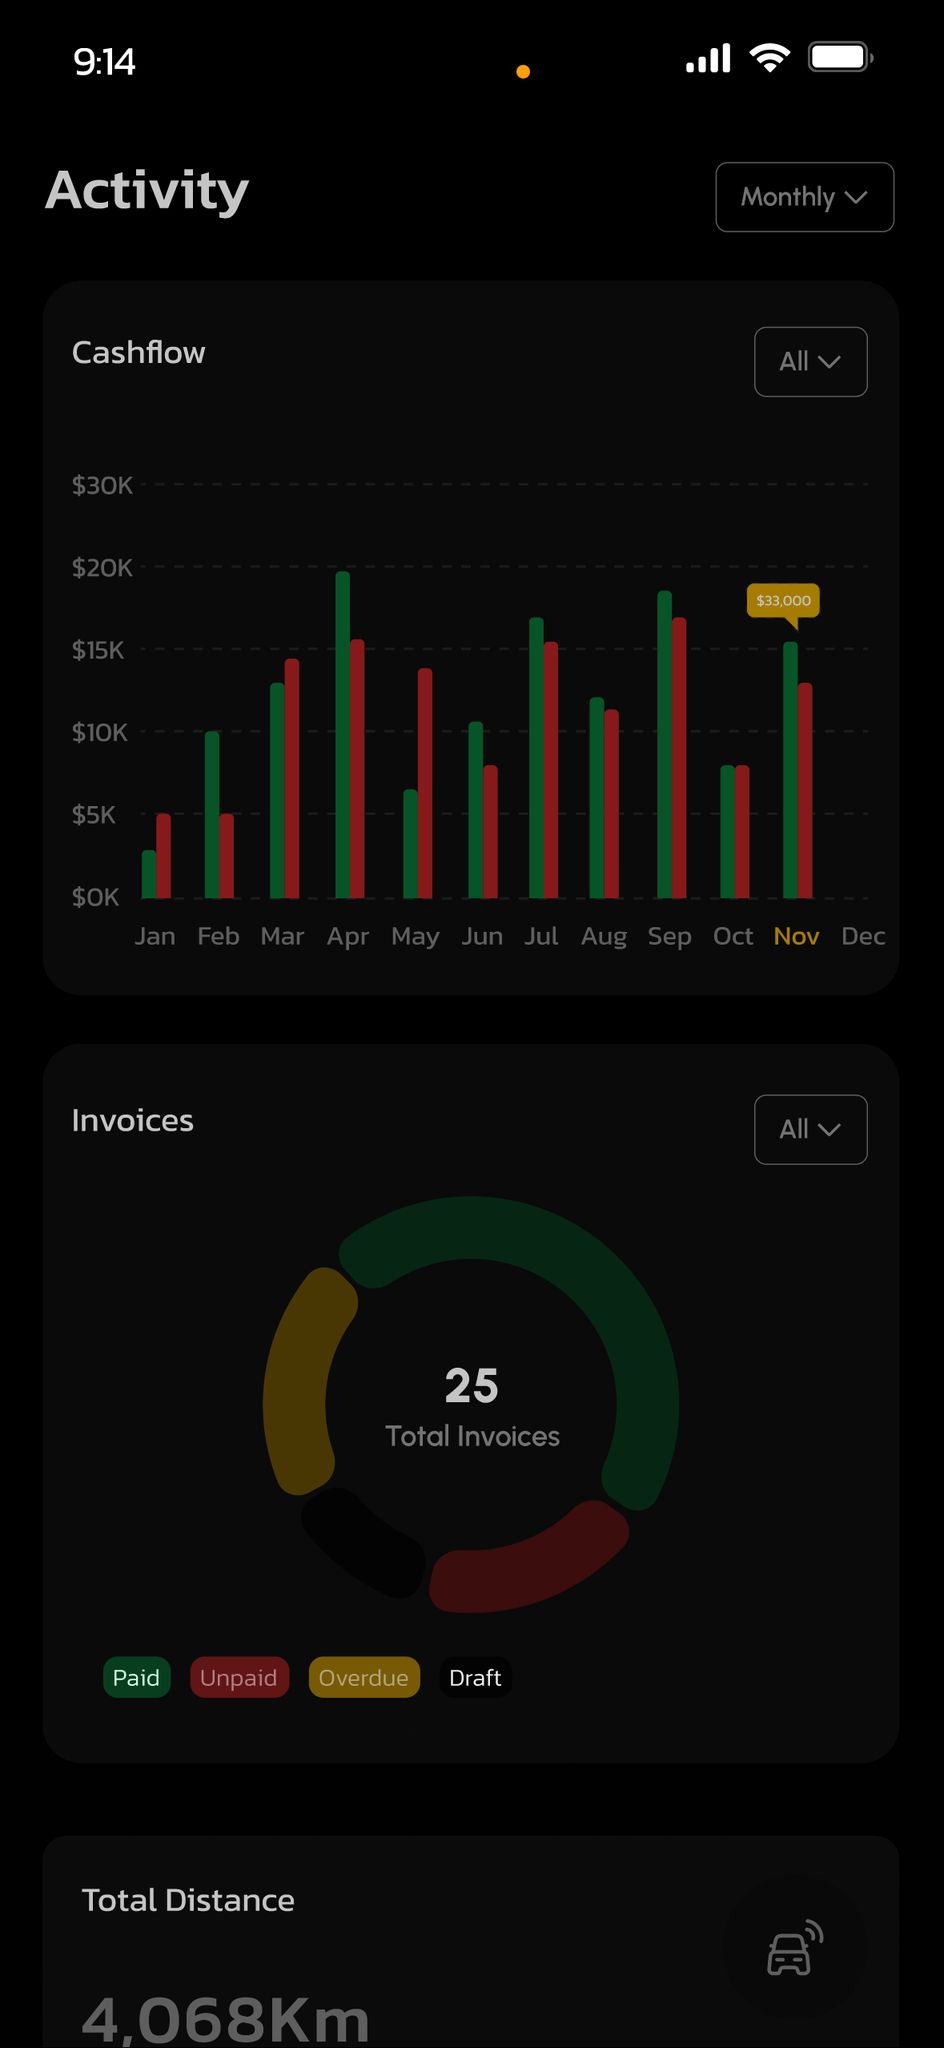 9:14
Activity
Monthly
Cashflow
All
$30K
$20K
$33,000
$15K
$10K
$5K
$0K
Jan Feb Mar Apr May Jun Jul Aug Sep Oct Nov Dec
Invoices
All
25
Total Invoices
Paid Unpaid Overdue Draft
Total Distance
4,068Km